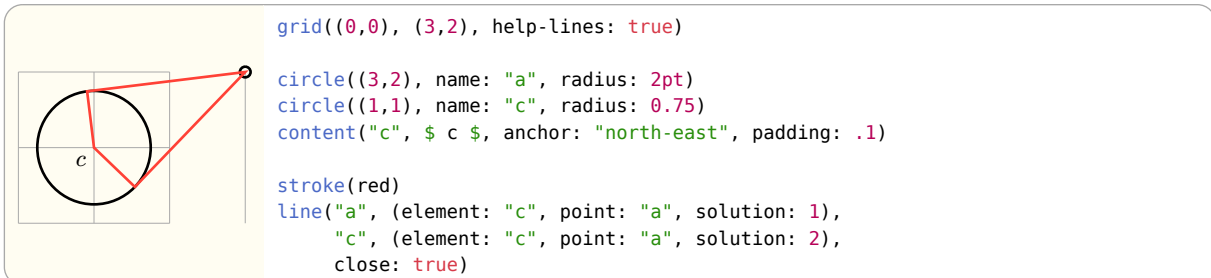 grid((0,0), (3,2), help-lines: true)
circle((3,2), name: "a", radius: 2pt)
circle((1,1), name: "c", radius: 0.75)
content("c", $ c $, anchor: "north-east", padding: .1)
stroke(red)
line("a", (element: "c", point: "a", solution: 1),
"c", (element: "c", point: "a", solution: 2),
close: true)
c